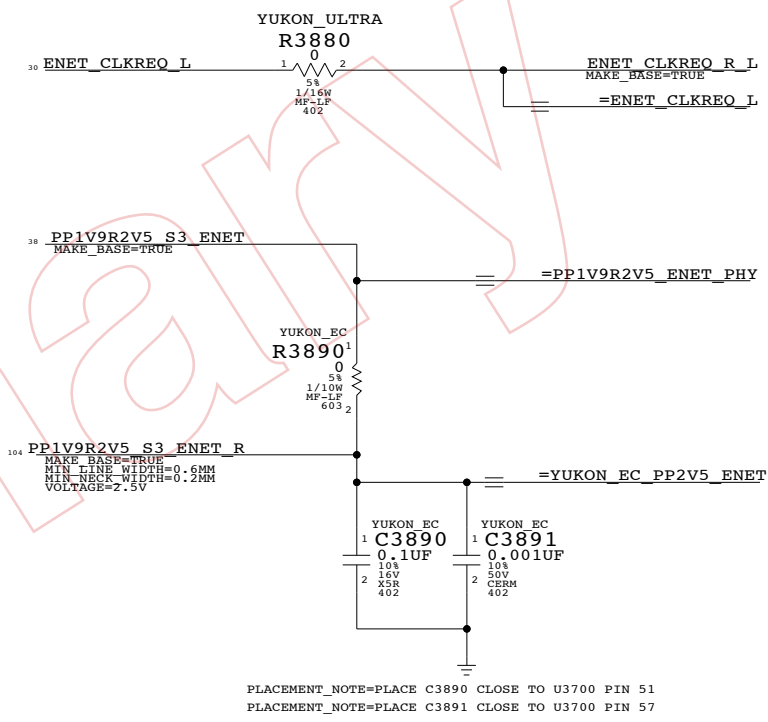 YUKON_ULTRA
R3880
0
30 ENET_CLKREQ_L 1 2 ENET_CLKREQ_R_L
MAKE_BASE=TRUE
5%
1/16W
MF-LF
402
=ENET_CLKREQ_L
38 PP1V9R2V5_S3_ENET
MAKE_BASE=TRUE
=PP1V9R2V5_ENET_PHY
YUKON_EC
R3890 1
0
5%
1/10W
MF-LF
603 2
104 PP1V9R2V5_S3_ENET_R
MAKE_BASE=TRUE
MIN_LINE_WIDTH=0.6MM
MIN_NECK_WIDTH=0.2MM
VOLTAGE=2.5V
=YUKON_EC_PP2V5_ENET
YUKON_EC
1 C3890
0.1UF
10%
2 16V
X5R
402
YUKON_EC
1 C3891
0.001UF
10%
2 50V
CERM
402
PLACEMENT_NOTE=PLACE C3890 CLOSE TO U3700 PIN 51
PLACEMENT_NOTE=PLACE C3891 CLOSE TO U3700 PIN 57
ary